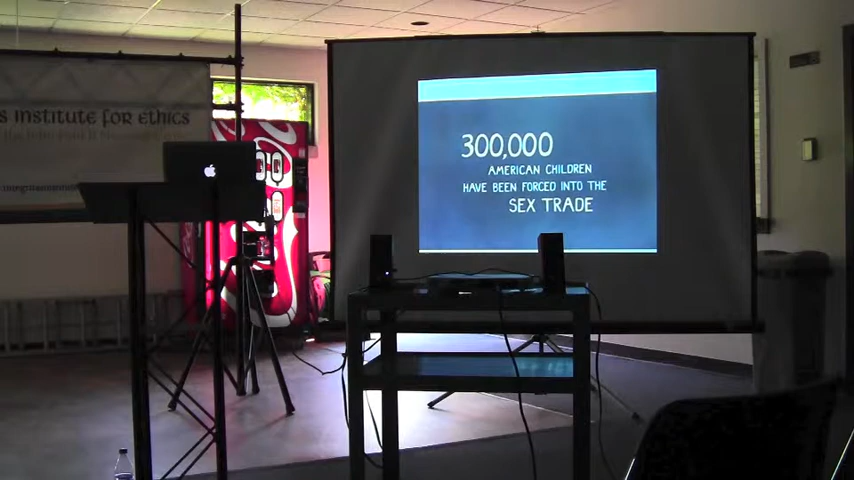 s institute for ethics
300,000
AMERICAN CHILDREN
HAVE BEEN FORCED INTO THE
SEX TRADE